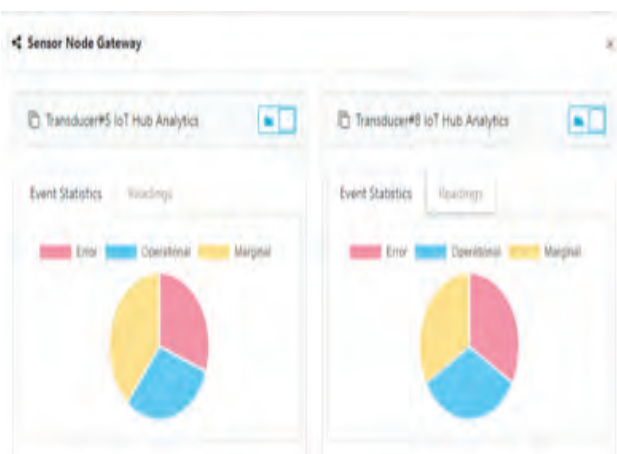 Sensor Node Gateway
Transducer#5 IoT Hub Analytics
Event Statistics Readings
Error Operational Marginal
Transducer#8 IoT Hub Analytics
Event Statistics Readings
Error Operational Marginal